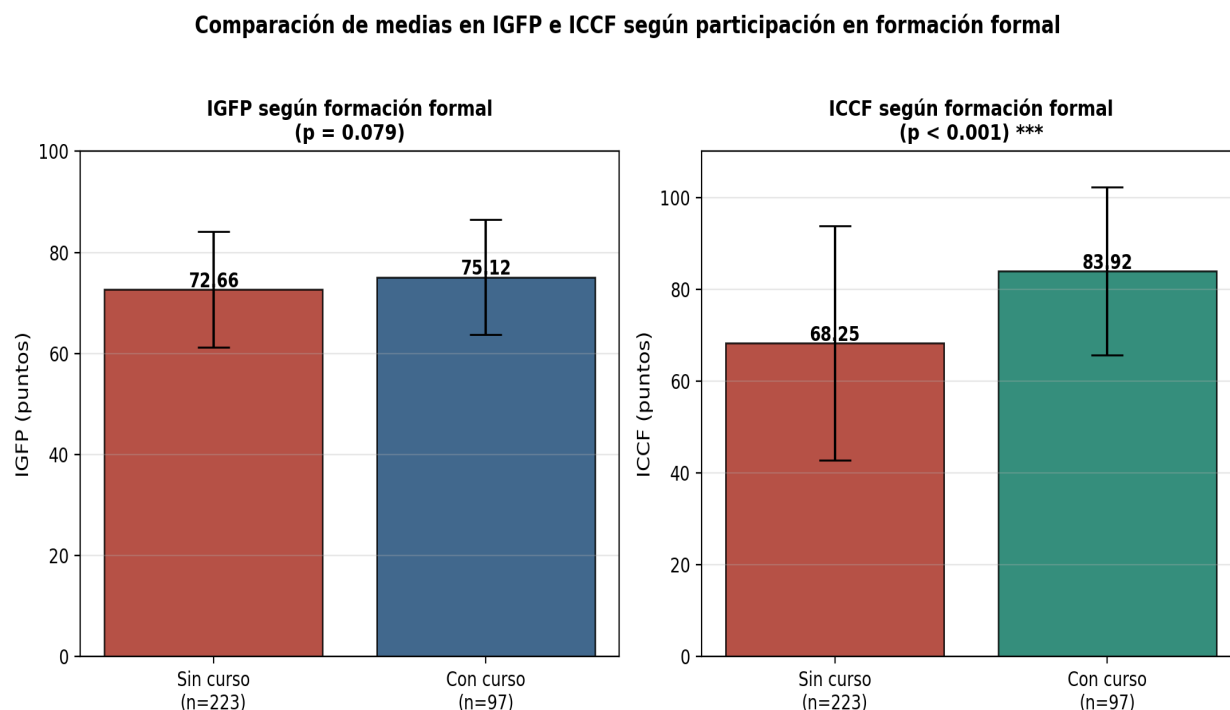 Comparación de medias en IGFP e ICCF según participación en formación formal
IGFP según formación formal
(p = 0.079)
100
80
60
40
20
0
IGFP (puntos)
72.66
75.12
Sin curso
(n=223)
Con curso
(n=97)
ICCF según formación formal
(p < 0.001) ***
100
80
60
40
20
0
ICCF (puntos)
68.25
83.92
Sin curso
(n=223)
Con curso
(n=97)